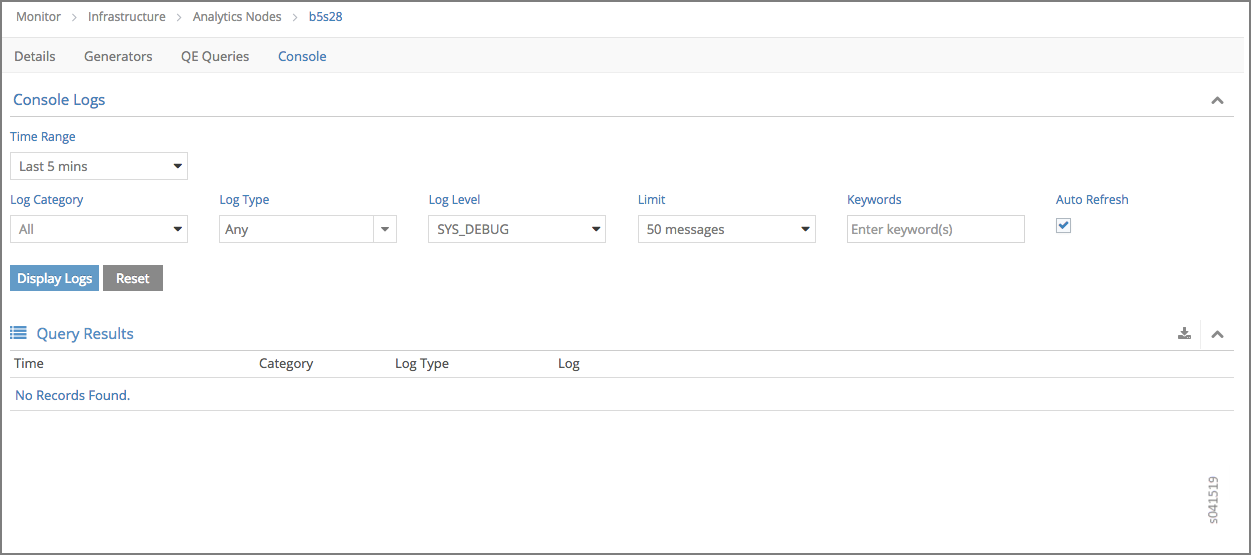 Monitor > Infrastructure > Analytics Nodes > b5s28
Details Generators QE Queries Console
Console Logs
Time Range
Last 5 mins
Log Category Log Type Log Level Limit Keywords Auto Refresh
All Any SYS_DEBUG 50 messages Enter keyword(s)
Display Logs Reset
Query Results
Time Category Log Type Log
No Records Found.
s041519